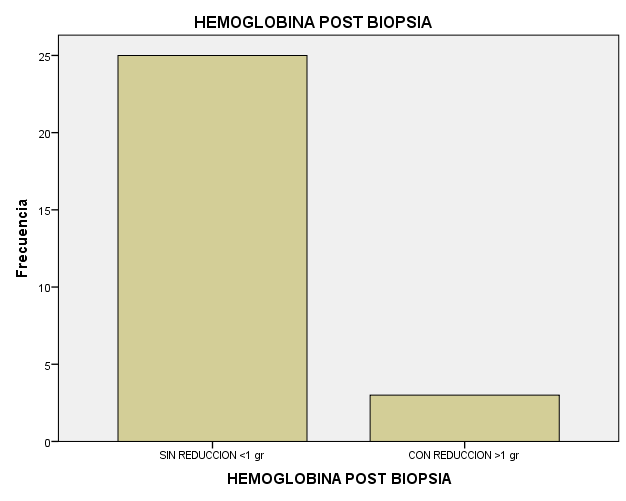 HEMOGLOBINA POST BIOPSIA
25
20
15
10
5
0
Frecuencia
SIN REDUCCION <1 gr
CON REDUCCION >1 gr
HEMOGLOBINA POST BIOPSIA